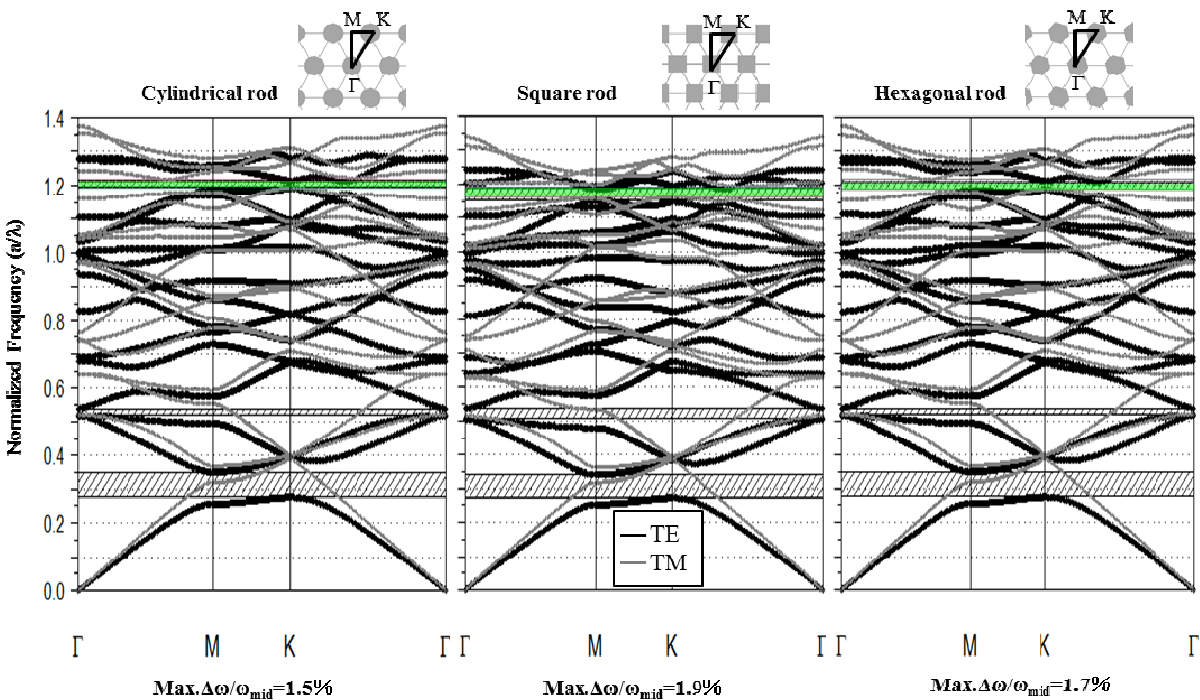 M K
Γ
M K
Γ
M K
Γ
Cylindrical rod
Square rod
Hexagonal rod
Normalized Frequency (a/λ)
1.4
1.2
1.0
0.8
0.6
0.4
0.2
0.0
TE
TM
Γ M K Γ
Γ M K Γ
Γ M K Γ
Max.Δω/ω_mid=1.5%
Max.Δω/ω_mid=1.9%
Max.Δω/ω_mid=1.7%